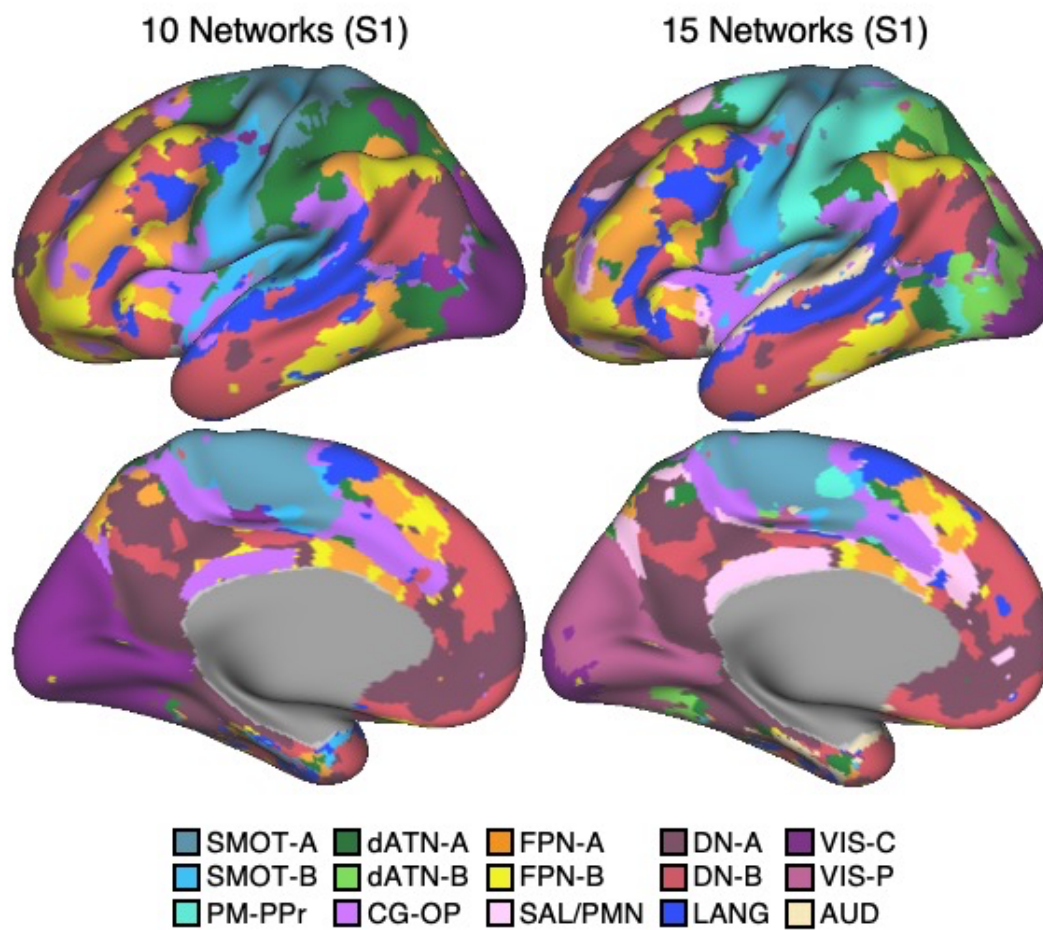 10 Networks (S1) 15 Networks (S1)
SMOT-A dATN-A FPN-A DN-A VIS-C
SMOT-B dATN-B FPN-B DN-B VIS-P
PM-PPr CG-OP SAL/PMN LANG AUD